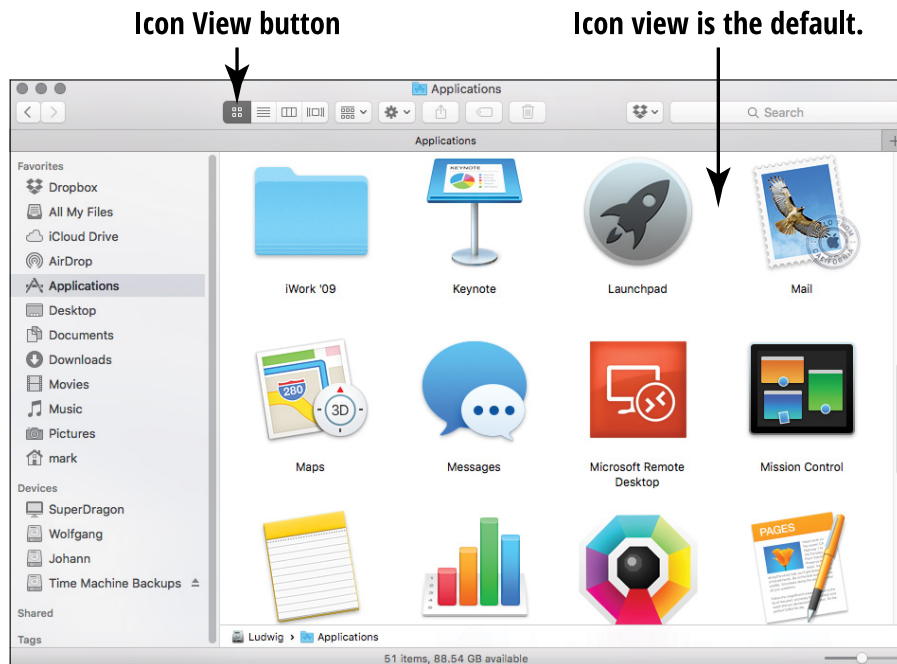 Icon View button
Icon view is the default.
Applications
Search
Applications
Favorites
Dropbox
All My Files
iCloud Drive
AirDrop
Applications
Desktop
Documents
Downloads
Movies
Music
Pictures
mark
Devices
SuperDragon
Wolfgang
Johann
Time Machine Backups
Shared
Tags
KEYNOTE
CALIFORNIA
iWork '09
Keynote
Launchpad
Mail
280
3D
Maps
Messages
Microsoft Remote
Desktop
Mission Control
PAGES
Ludwig › Applications
51 items, 88.54 GB available